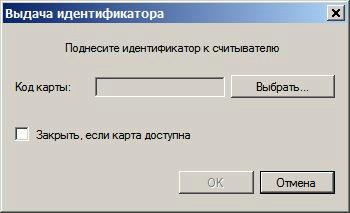 Выдача идентификатора
Поднесите идентификатор к считывателю
Код карты:
Выбрать...
Закрыть, если карта доступна
OK
Отмена